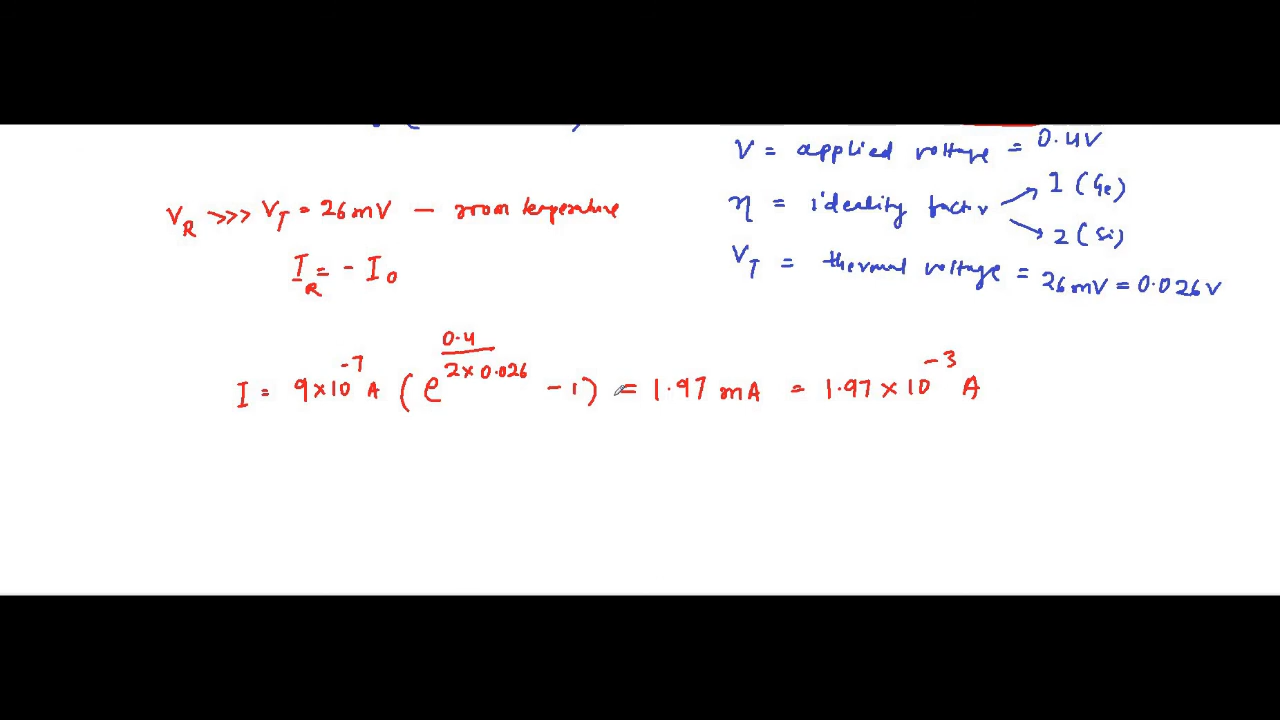 V = applied voltage = 0.4V
V_R >>> V_T = 26mV — room temperature
I_R = - I_0
η = ideality factor → 1 (Ge)
→ 2 (Si)
V_T = thermal voltage = 26mV = 0.026V
I = 9×10^-7 A (e^(0.4/2×0.026) - 1) = 1.97 mA = 1.97 × 10^-3 A